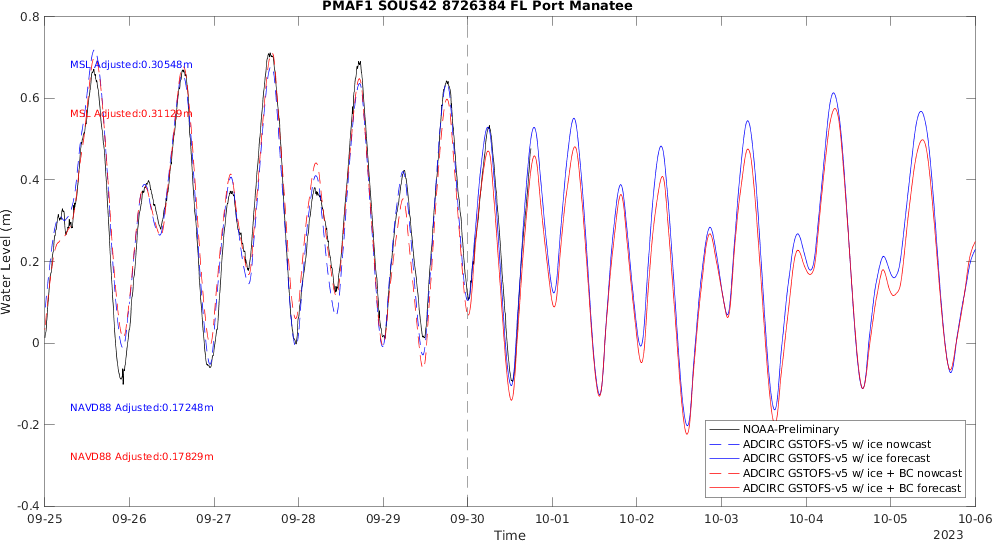 PMAF1 SOUS42 8726384 FL Port Manatee
0.8
0.6
0.4
0.2
0
-0.2
-0.4
Water Level (m)
MSL Adjusted:0.30548m
MSL Adjusted:0.31129m
NAVD88 Adjusted:0.17248m
NAVD88 Adjusted:0.17829m
NOAA-Preliminary
ADCIRC GSTOFS-v5 w/ ice nowcast
ADCIRC GSTOFS-v5 w/ ice forecast
ADCIRC GSTOFS-v5 w/ ice + BC nowcast
ADCIRC GSTOFS-v5 w/ ice + BC forecast
09-25 09-26 09-27 09-28 09-29 09-30 10-01 10-02 10-03 10-04 10-05 10-06
Time
2023